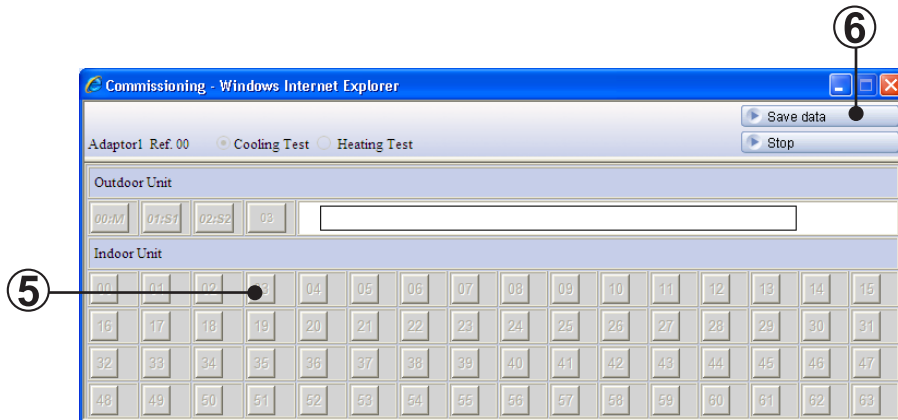 6
Commissioning - Windows Internet Explorer
Save data
Adaptor1 Ref. 00 Cooling Test Heating Test Stop
Outdoor Unit
00:M 01:S1 02:S2 03
Indoor Unit
5
00 01 02 03 04 05 06 07 08 09 10 11 12 13 14 15
16 17 18 19 20 21 22 23 24 25 26 27 28 29 30 31
32 33 34 35 36 37 38 39 40 41 42 43 44 45 46 47
48 49 50 51 52 53 54 55 56 57 58 59 60 61 62 63